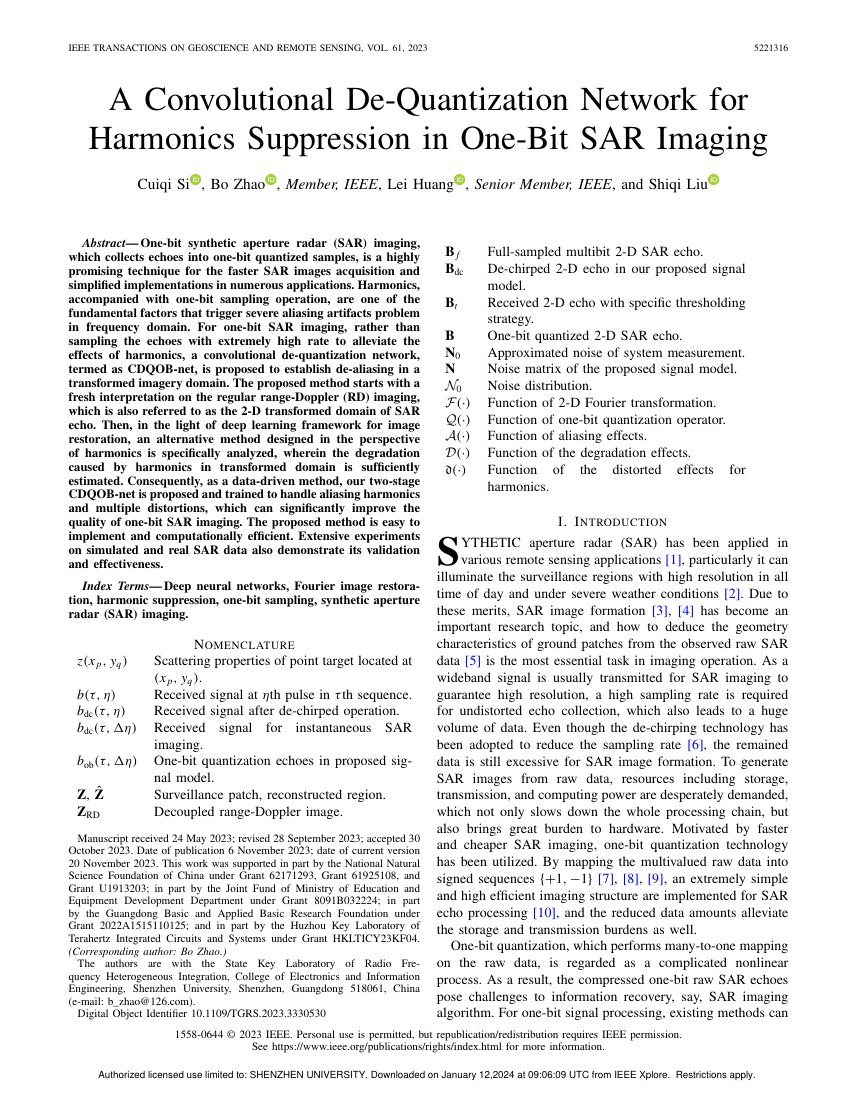 IEEE TRANSACTIONS ON GEOSCIENCE AND REMOTE SENSING, VOL. 61, 2023
5221316
A Convolutional De-Quantization Network for
Harmonics Suppression in One-Bit SAR Imaging
Cuiqi Si, Bo Zhao, Member, IEEE, Lei Huang, Senior Member, IEEE, and Shiqi Liu
Abstract—One-bit synthetic aperture radar (SAR) imaging,
which collects echoes into one-bit quantized samples, is a highly
promising technique for the faster SAR images acquisition and
simplified implementations in numerous applications. Harmonics,
accompanied with one-bit sampling operation, are one of the
fundamental factors that trigger severe aliasing artifacts problem
in frequency domain. For one-bit SAR imaging, rather than
sampling the echoes with extremely high rate to alleviate the
effects of harmonics, a convolutional de-quantization network,
termed as CDQOB-net, is proposed to establish de-aliasing in a
transformed imagery domain. The proposed method starts with a
fresh interpretation on the regular range-Doppler (RD) imaging,
which is also referred to as the 2-D transformed domain of SAR
echo. Then, in the light of deep learning framework for image
restoration, an alternative method designed in the perspective
of harmonics is specifically analyzed, wherein the degradation
caused by harmonics in transformed domain is sufficiently
estimated. Consequently, as a data-driven method, our two-stage
CDQOB-net is proposed and trained to handle aliasing harmonics
and multiple distortions, which can significantly improve the
quality of one-bit SAR imaging. The proposed method is easy to
implement and computationally efficient. Extensive experiments
on simulated and real SAR data also demonstrate its validation
and effectiveness.
Index Terms—Deep neural networks, Fourier image restora-
tion, harmonic suppression, one-bit sampling, synthetic aperture
radar (SAR) imaging.
NOMENCLATURE
z(x_p, y_q) Scattering properties of point target located at
(x_p, y_q).
b(τ, η) Received signal at ηth pulse in τth sequence.
b_dc(τ, η) Received signal after de-chirped operation.
b_dc(τ, Δη) Received signal for instantaneous SAR
imaging.
b_ob(τ, Δη) One-bit quantization echoes in proposed sig-
nal model.
Z, Ẑ Surveillance patch, reconstructed region.
Z_RD Decoupled range-Doppler image.
Manuscript received 24 May 2023; revised 28 September 2023; accepted 30
October 2023. Date of publication 6 November 2023; date of current version
20 November 2023. This work was supported in part by the National Natural
Science Foundation of China under Grant 62171293, Grant 61925108, and
Grant U1913203; in part by the Joint Fund of Ministry of Education and
Equipment Development Department under Grant 8091B032224; in part
by the Guangdong Basic and Applied Basic Research Foundation under
Grant 2022A1515110125; and in part by the Huzhou Key Laboratory of
Terahertz Integrated Circuits and Systems under Grant HKLTICY23KF04.
(Corresponding author: Bo Zhao.)
The authors are with the State Key Laboratory of Radio Fre-
quency Heterogeneous Integration, College of Electronics and Information
Engineering, Shenzhen University, Shenzhen, Guangdong 518061, China
(e-mail: b_zhao@126.com).
Digital Object Identifier 10.1109/TGRS.2023.3330530
B_f Full-sampled multibit 2-D SAR echo.
B_dc De-chirped 2-D echo in our proposed signal
model.
B_t Received 2-D echo with specific thresholding
strategy.
B One-bit quantized 2-D SAR echo.
N_0 Approximated noise of system measurement.
N Noise matrix of the proposed signal model.
𝒩_0 Noise distribution.
ℱ(·) Function of 2-D Fourier transformation.
𝒬(·) Function of one-bit quantization operator.
𝒜(·) Function of aliasing effects.
𝒟(·) Function of the degradation effects.
𝔡(·) Function of the distorted effects for
harmonics.
I. INTRODUCTION
SYTHETIC aperture radar (SAR) has been applied in
various remote sensing applications [1], particularly it can
illuminate the surveillance regions with high resolution in all
time of day and under severe weather conditions [2]. Due to
these merits, SAR image formation [3], [4] has become an
important research topic, and how to deduce the geometry
characteristics of ground patches from the observed raw SAR
data [5] is the most essential task in imaging operation. As a
wideband signal is usually transmitted for SAR imaging to
guarantee high resolution, a high sampling rate is required
for undistorted echo collection, which also leads to a huge
volume of data. Even though the de-chirping technology has
been adopted to reduce the sampling rate [6], the remained
data is still excessive for SAR image formation. To generate
SAR images from raw data, resources including storage,
transmission, and computing power are desperately demanded,
which not only slows down the whole processing chain, but
also brings great burden to hardware. Motivated by faster
and cheaper SAR imaging, one-bit quantization technology
has been utilized. By mapping the multivalued raw data into
signed sequences {+1, −1} [7], [8], [9], an extremely simple
and high efficient imaging structure are implemented for SAR
echo processing [10], and the reduced data amounts alleviate
the storage and transmission burdens as well.
One-bit quantization, which performs many-to-one mapping
on the raw data, is regarded as a complicated nonlinear
process. As a result, the compressed one-bit raw SAR echoes
pose challenges to information recovery, say, SAR imaging
algorithm. For one-bit signal processing, existing methods can
1558-0644 © 2023 IEEE. Personal use is permitted, but republication/redistribution requires IEEE permission.
See https://www.ieee.org/publications/rights/index.html for more information.
Authorized licensed use limited to: SHENZHEN UNIVERSITY. Downloaded on January 12,2024 at 09:06:09 UTC from IEEE Xplore. Restrictions apply.